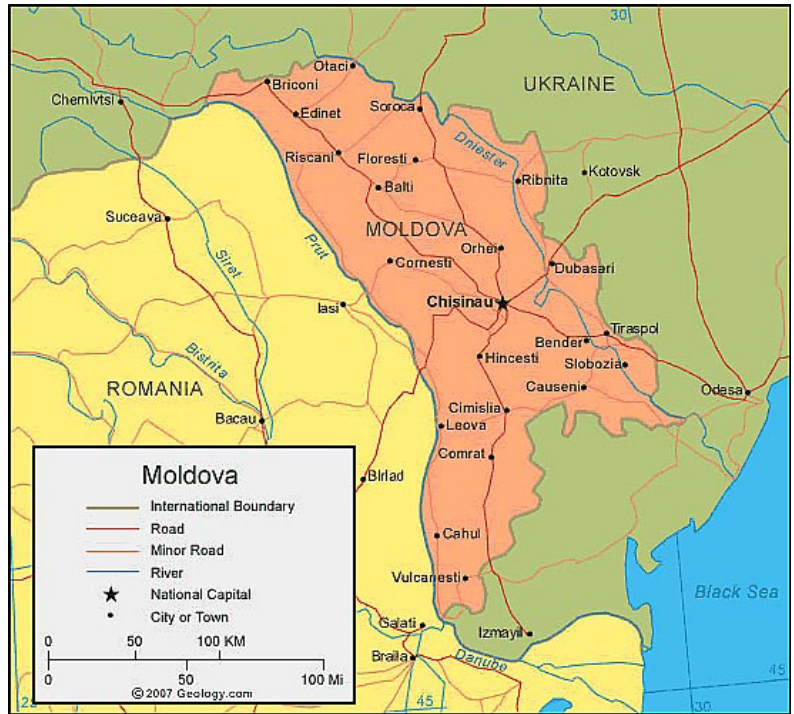 30
Otaci
UKRAINE
Briconi
Chernivtsi
Soroca
Edinet
Dniester
Riscani
Floresti
Kotovsk
Ribnita
Balti
Suceava
MOLDOVA
Prut
Orhei
Siret
Cornesti
Dubasari
Chisinau
Iasi
Tiraspol
Bender
Hincesti
Slobozia
Bistrita
ROMANIA
Causeni
Odesa
Cimislia
Bacau
Leova
Comrat
Moldova
Blrlad
International Boundary
Road
Cahul
Minor Road
River
Vulcanesti
Black Sea
National Capital
City or Town
Galati
Izmayil
0 50 100 KM
Braila
Danube
0 50 100 Mi
© 2007 Geology.com
45
25
45
30